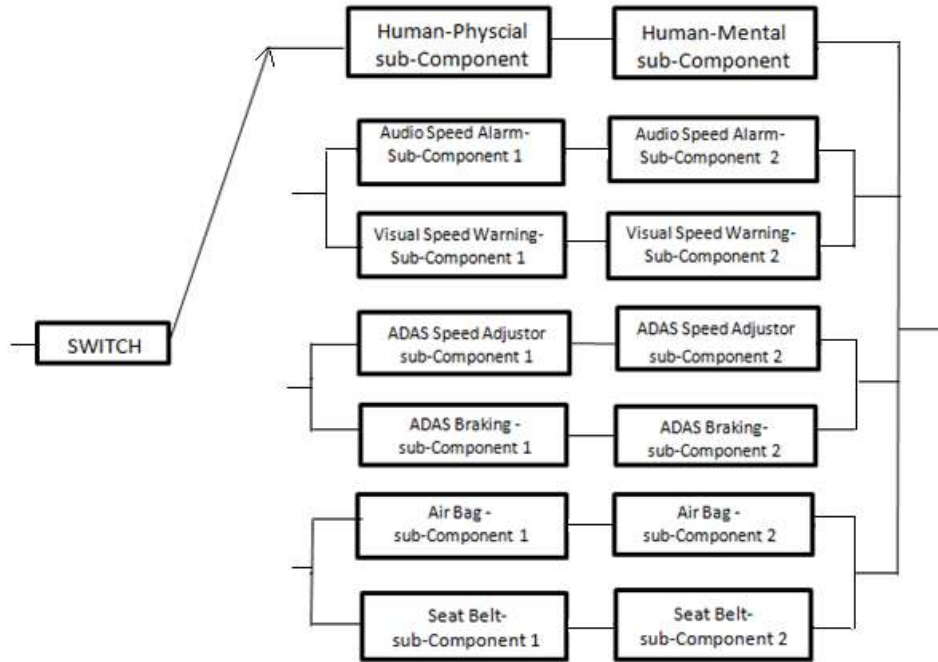 Human-Physcial
sub-Component
Human-Mental
sub-Component
Audio Speed Alarm-
Sub-Component 1
Audio Speed Alarm-
Sub-Component 2
Visual Speed Warning-
Sub-Component 1
Visual Speed Warning-
Sub-Component 2
SWITCH
ADAS Speed Adjustor
sub-Component 1
ADAS Speed Adjustor
sub-Component 2
ADAS Braking -
sub-Component 1
ADAS Braking-
sub-Component 2
Air Bag -
sub-Component 1
Air Bag -
sub-Component 2
Seat Belt-
sub-Component 1
Seat Belt-
sub-Component 2